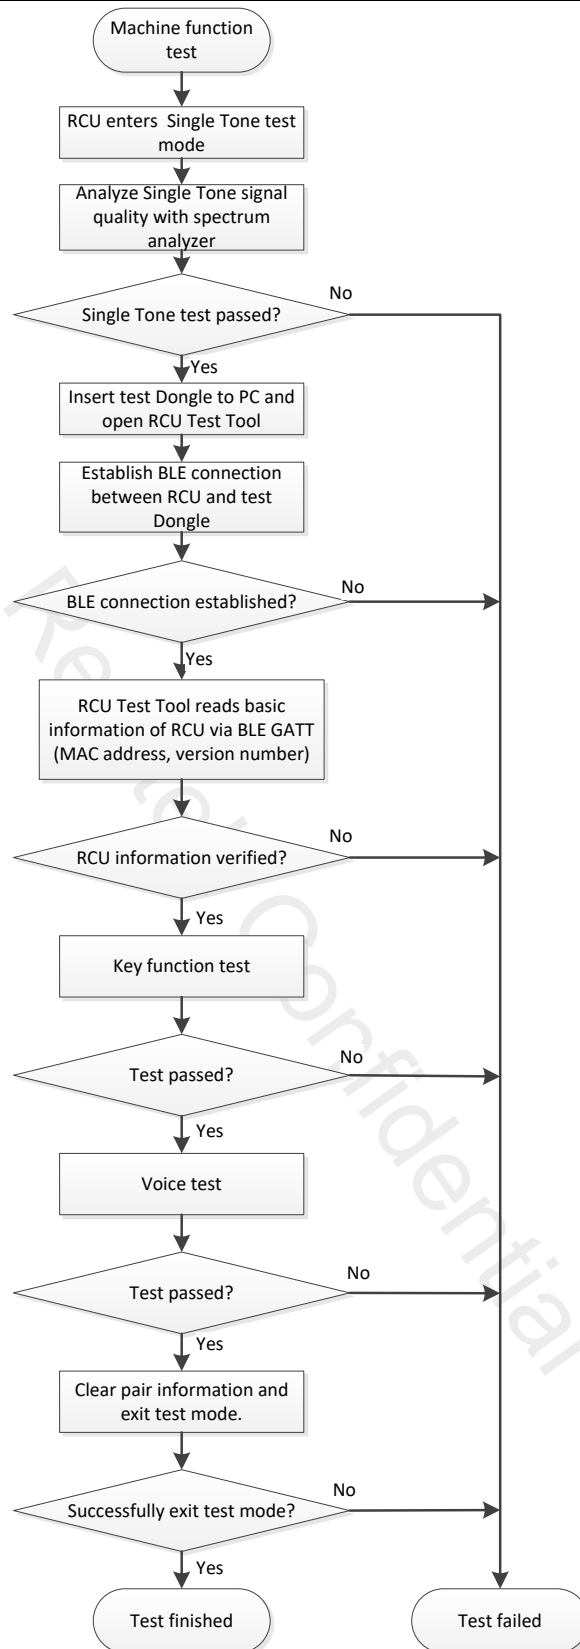 Machine function
test
RCU enters  Single Tone test
mode
Analyze Single Tone signal
quality with spectrum
analyzer
Single Tone test passed?
No
Yes
Insert test Dongle to PC and
open RCU Test Tool
Establish BLE connection
between RCU and test
Dongle
BLE connection established?
No
Yes
RCU Test Tool reads basic
information of RCU via BLE GATT
(MAC address, version number)
RCU information verified?
No
Yes
Key function test
Test passed?
No
Yes
Voice test
Test passed?
No
Yes
Clear pair information and
exit test mode.
Successfully exit test mode?
No
Yes
Test finished
Test failed
Confidential